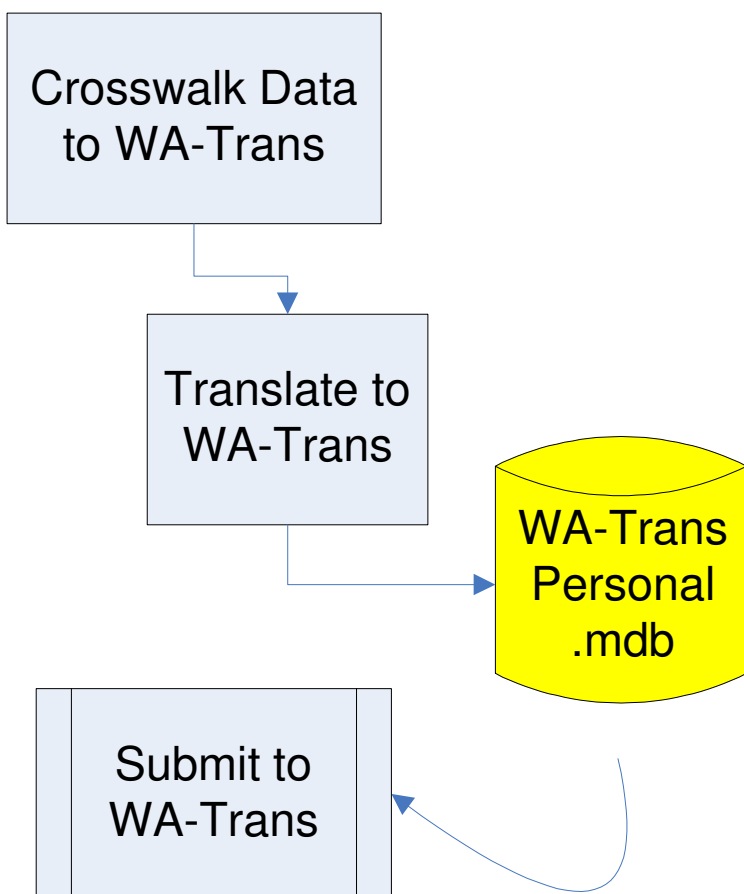 Crosswalk Data
to WA-Trans
Translate to
WA-Trans
WA-Trans
Personal
.mdb
Submit to
WA-Trans